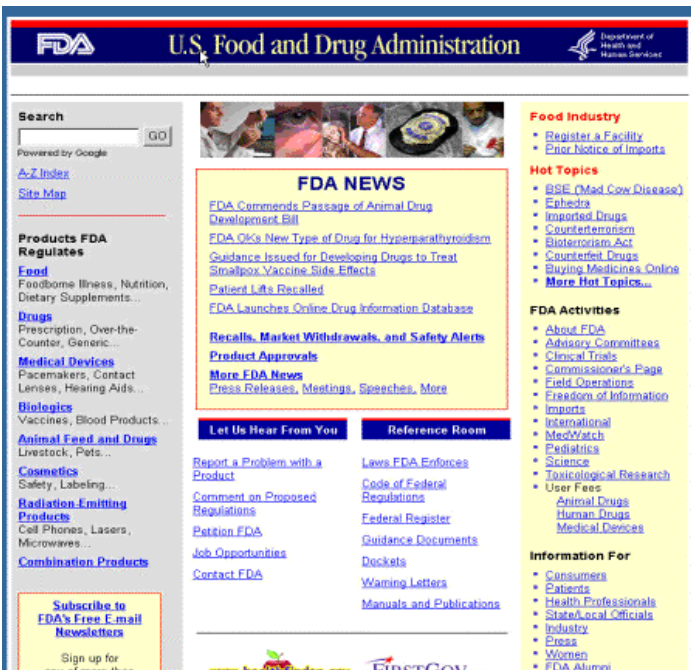 FDA U.S. Food and Drug Administration
Department of
Health and
Human Services
Search
GO
Powered by Google
A-Z Index
Site Map
Products FDA
Regulates
Food
Foodborne Illness, Nutrition,
Dietary Supplements...
Drugs
Prescription, Over-the-
Counter, Generic...
Medical Devices
Pacemakers, Contact
Lenses, Hearing Aids...
Biologics
Vaccines, Blood Products...
Animal Feed and Drugs
Livestock, Pets...
Cosmetics
Safety, Labeling...
Radiation-Emitting
Products
Cell Phones, Lasers,
Microwaves...
Combination Products
Subscribe to
FDA's Free E-mail
Newsletters
Sign up for
FDA NEWS
FDA Commends Passage of Animal Drug
Development Bill
FDA OKs New Type of Drug for Hyperparathyroidism
Guidance Issued for Developing Drugs to Treat
Smallpox Vaccine Side Effects
Patient Lifts Recalled
FDA Launches Online Drug Information Database
Recalls, Market Withdrawals, and Safety Alerts
Product Approvals
More FDA News
Press Releases, Meetings, Speeches, More
Let Us Hear From You
Report a Problem with a
Product
Comment on Proposed
Regulations
Petition FDA
Job Opportunities
Contact FDA
Reference Room
Laws FDA Enforces
Code of Federal
Regulations
Federal Register
Guidance Documents
Dockets
Warning Letters
Manuals and Publications
FIRSTGOV
Food Industry
Register a Facility
Prior Notice of Imports
Hot Topics
BSE ('Mad Cow Disease)
Ephedra
Imported Drugs
Counterterrorism
Bioterrorism Act
Counterfeit Drugs
Buying Medicines Online
More Hot Topics...
FDA Activities
About FDA
Advisory Committees
Clinical Trials
Commissioner's Page
Field Operations
Freedom of Information
Imports
International
MedWatch
Pediatrics
Science
Toxicological Research
User Fees
Animal Drugs
Human Drugs
Medical Devices
Information For
Consumers
Patients
Health Professionals
State/Local Officials
Industry
Press
Women
FDA Alumni